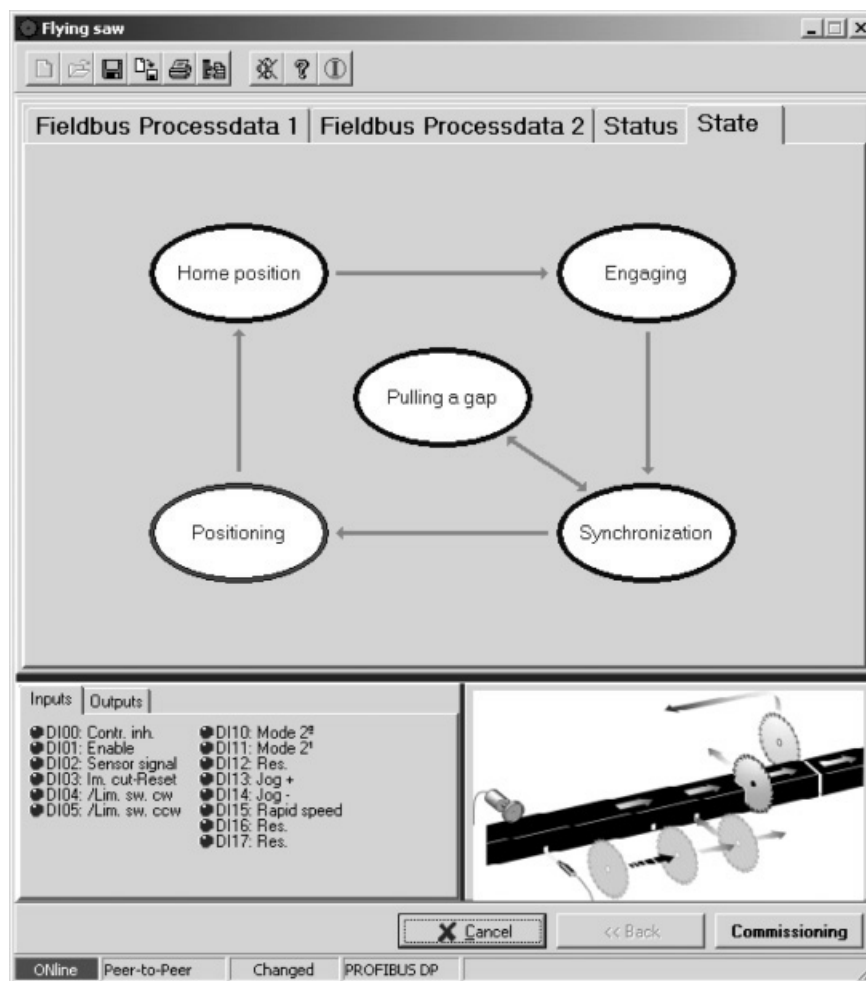 Flying saw
Fieldbus Processdata 1 Fieldbus Processdata 2 Status State
Home position Engaging
Pulling a gap
Positioning Synchronization
Inputs Outputs
DI00: Contr. inh. DI10: Mode 2⁰
DI01: Enable DI11: Mode 2¹
DI02: Sensor signal DI12: Res.
DI03: Im. cut-Reset DI13: Jog +
DI04: /Lim. sw. cw DI14: Jog -
DI05: /Lim. sw. ccw DI15: Rapid speed
DI16: Res.
DI17: Res.
Cancel << Back Commissioning
ONline Peer-to-Peer Changed PROFIBUS DP